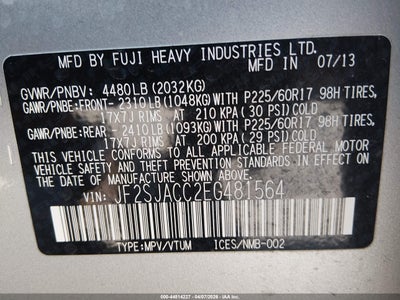 MFD BY FUJI HEAVY INDUSTRIES LTD. IN 07/13
GVWR/PNBV: 4480LB (2032KG)
GAWR/PNBE:FRONT- 2310LB (1048KG)WITH P225/60R17 98H TIRES,
17X7J RIMS AT 210 KPA (30 PSI)COLD
GAWR/PNBE:REAR - 2410LB (1093KG)WITH P225/60R17 98H TIRES,
17X7J RIMS AT 200 KPA (29 PSI)COLD
THIS VEHICLE CONFORMS TO ALL APPLICABLE FEDERAL MOTOR
VEHICLE SAFETY, BUMPER, AND THEFT PREVENTION
STANDARDS IN EFFECT ON THE DATE OF MANUFACTURE SHOWN ABOVE.
VIN: JF2SJACC2EG481564
TYPE:MPV/VTUM ICES/NMB-002